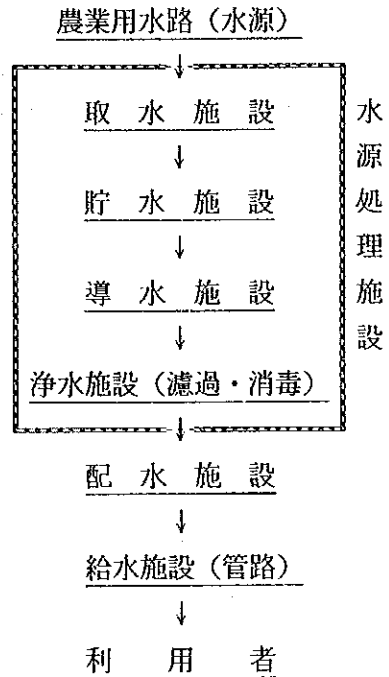 農業用水路（水源）
↓
取水施設
↓
貯水施設
↓
導水施設
↓
浄水施設（濾過・消毒）
↓
配水施設
↓
給水施設（管路）
↓
利用者
水源処理施設